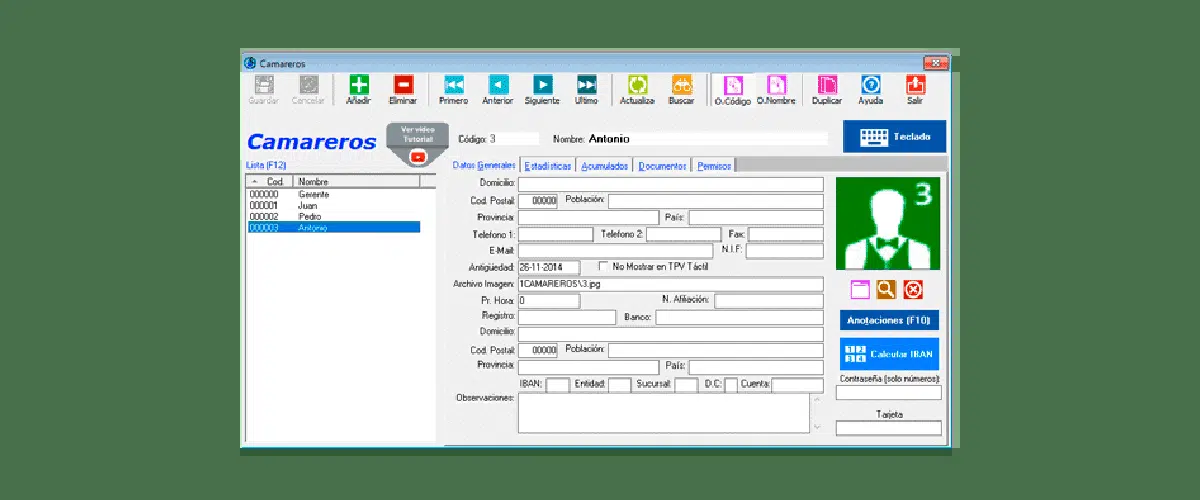 Camareros
Guardar Cancelar Añadir Eliminar Primero Anterior Siguiente Ultimo Actualiza Buscar O.Código O.Nombre Duplicar Ayuda Salir
Camareros
Ver vídeo
Tutorial
Código: 3 Nombre: Antonio
Teclado
Lista (F12)
Datos Generales Estadísticas Acumulados Documentos Permisos
Cod. Nombre
000000 Gerente
000001 Juan
000002 Pedro
000003 Antonio
Domicilio:
Cod. Postal: 00000 Población:
Provincia: País:
Telefono 1: Telefono 2: Fax:
E-Mail: N.I.F:
Antigüedad: 26-11-2014 No Mostrar en TPV Táctil
Archivo Imagen: 1CAMAREROS\3.jpg
Pr. Hora: 0 N. Afiliación:
Registro: Banco:
Domicilio:
Cod. Postal: 00000 Población:
Provincia: País:
IBAN: Entidad: Sucursal: D.C: Cuenta:
Observaciones:
3
Anotaciones (F10)
Calcular IBAN
Contraseña (solo números):
Tarjeta